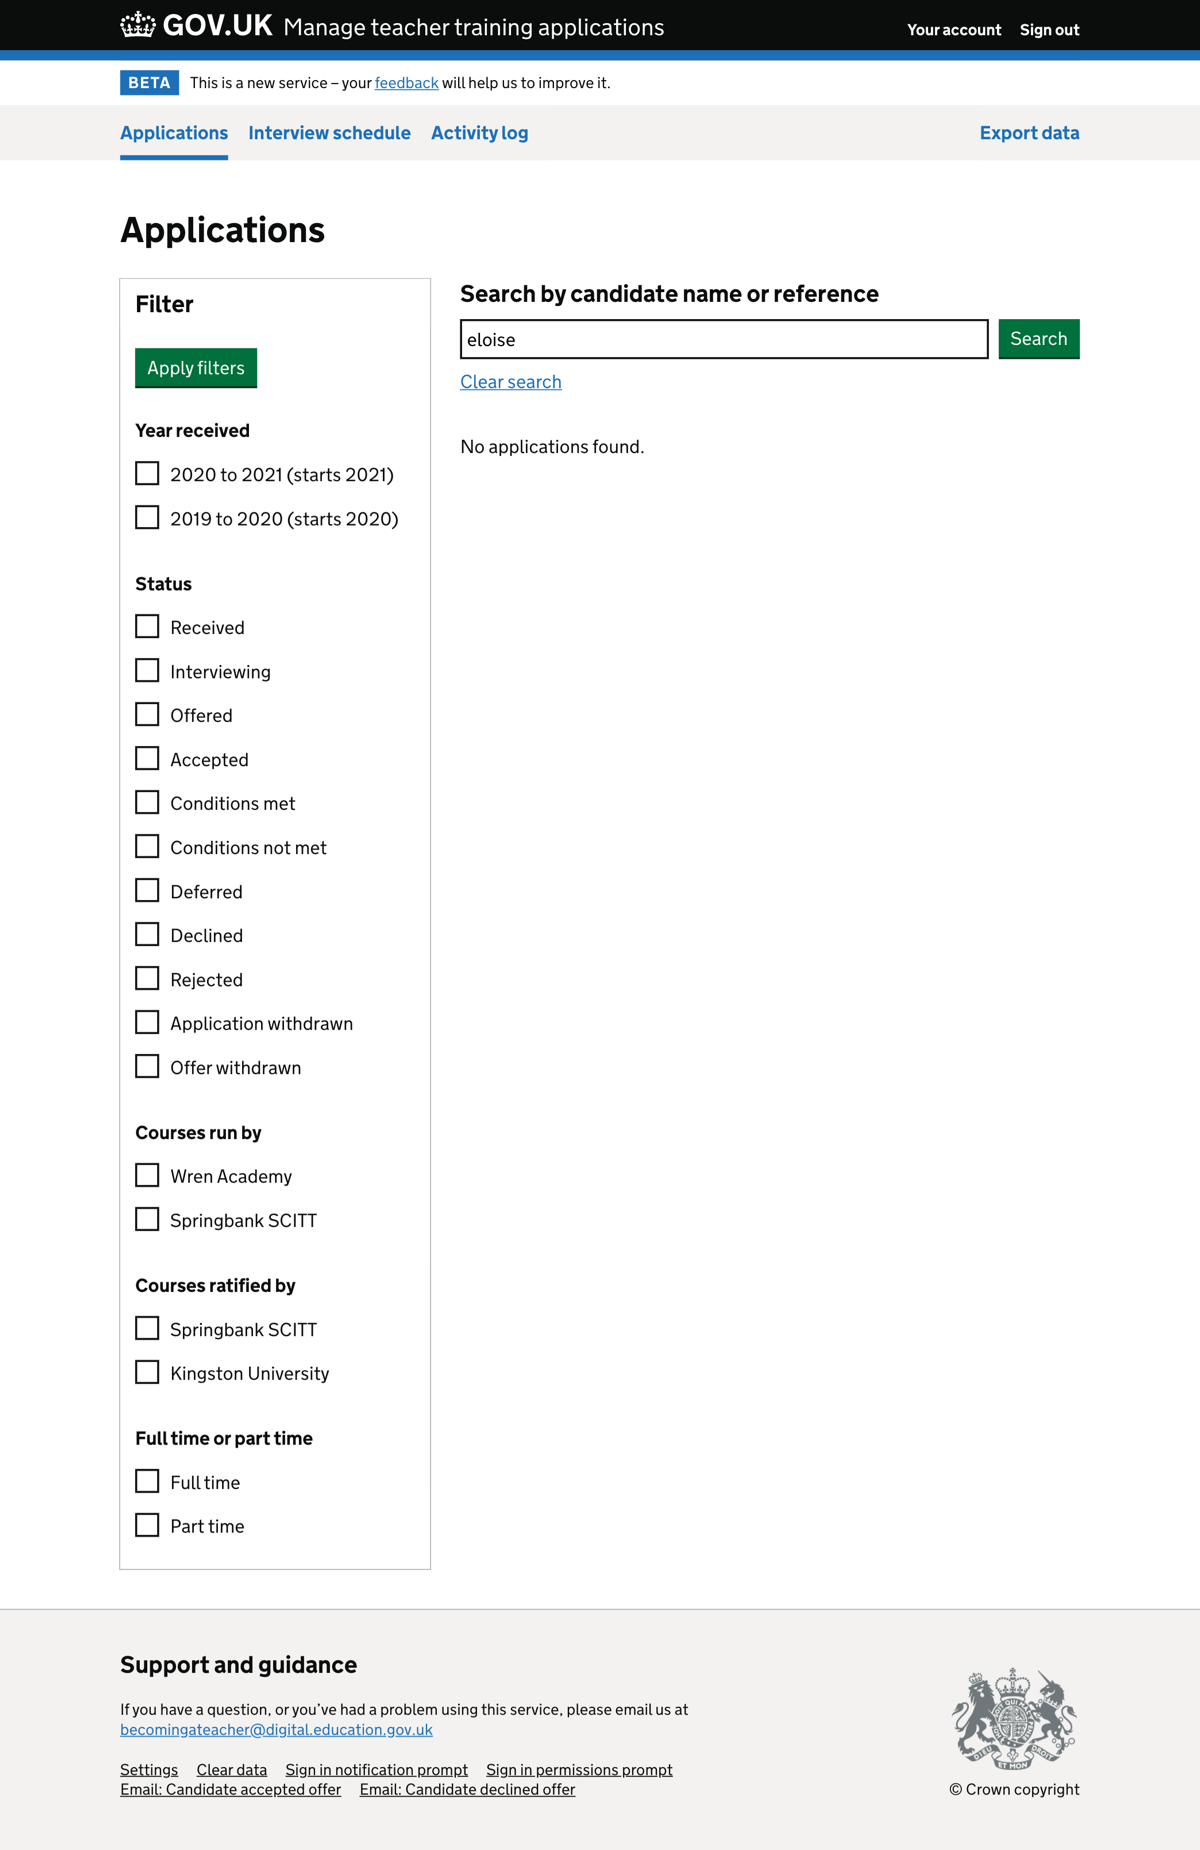 GOV.UK Manage teacher training applications Your account Sign out
BETA This is a new service – your feedback will help us to improve it.
Applications Interview schedule Activity log Export data
Applications
Filter
Apply filters
Year received
2020 to 2021 (starts 2021)
2019 to 2020 (starts 2020)
Status
Received
Interviewing
Offered
Accepted
Conditions met
Conditions not met
Deferred
Declined
Rejected
Application withdrawn
Offer withdrawn
Courses run by
Wren Academy
Springbank SCITT
Courses ratified by
Springbank SCITT
Kingston University
Full time or part time
Full time
Part time
Search by candidate name or reference
eloise
Search
Clear search
No applications found.
Support and guidance
If you have a question, or you’ve had a problem using this service, please email us at
becomingateacher@digital.education.gov.uk
Settings Clear data Sign in notification prompt Sign in permissions prompt
Email: Candidate accepted offer Email: Candidate declined offer
DIEU ET MON DROIT
© Crown copyright